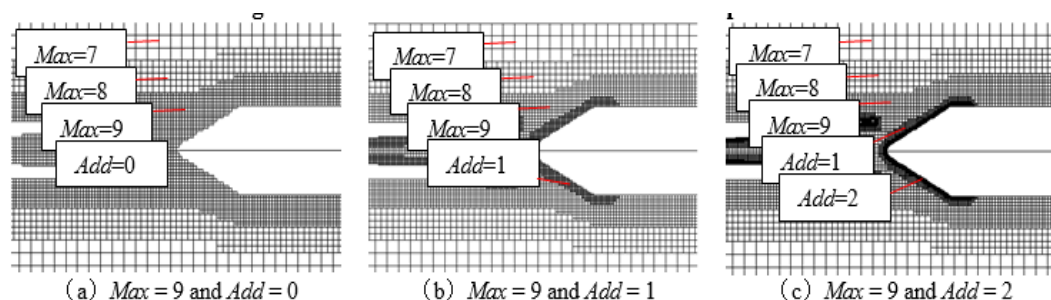 Max=7
Max=8
Max=9
Add=0
(a) Max = 9 and Add = 0
Max=7
Max=8
Max=9
Add=1
(b) Max = 9 and Add = 1
Max=7
Max=8
Max=9
Add=1
Add=2
(c) Max = 9 and Add = 2